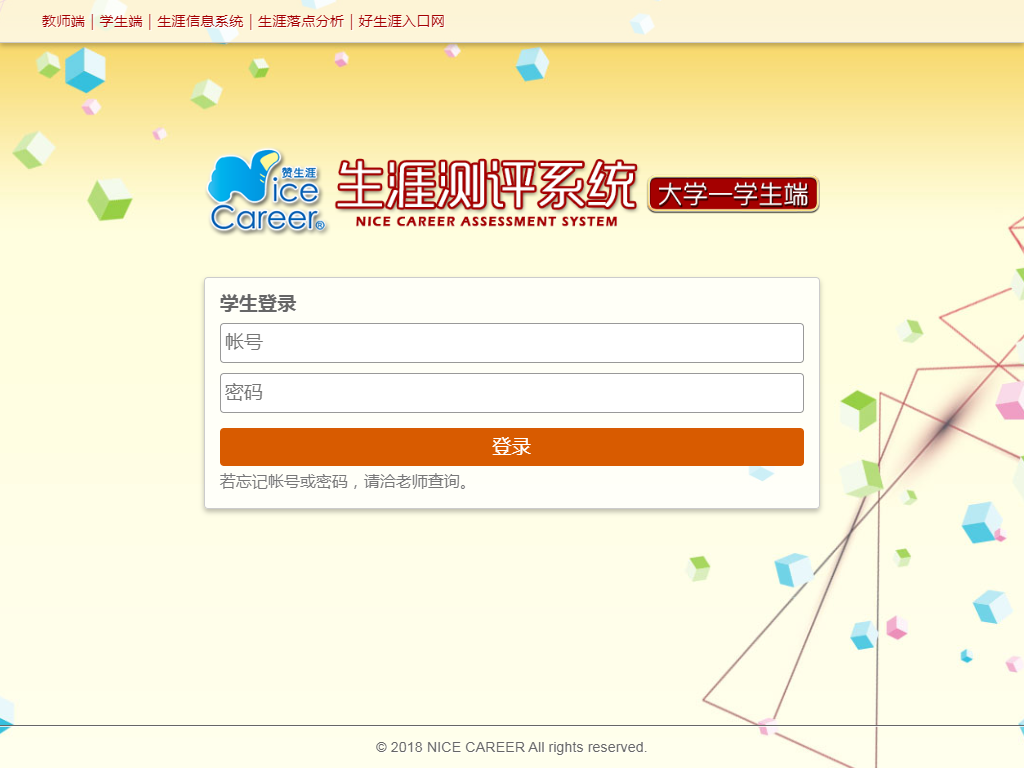 教师端│学生端│生涯信息系统│生涯落点分析│好生涯入口网
赞生涯
Nice
Career®
生涯测评系统
NICE CAREER ASSESSMENT SYSTEM
大学—学生端
学生登录
帐号
密码
登录
若忘记帐号或密码，请洽老师查询。
© 2018 NICE CAREER All rights reserved.